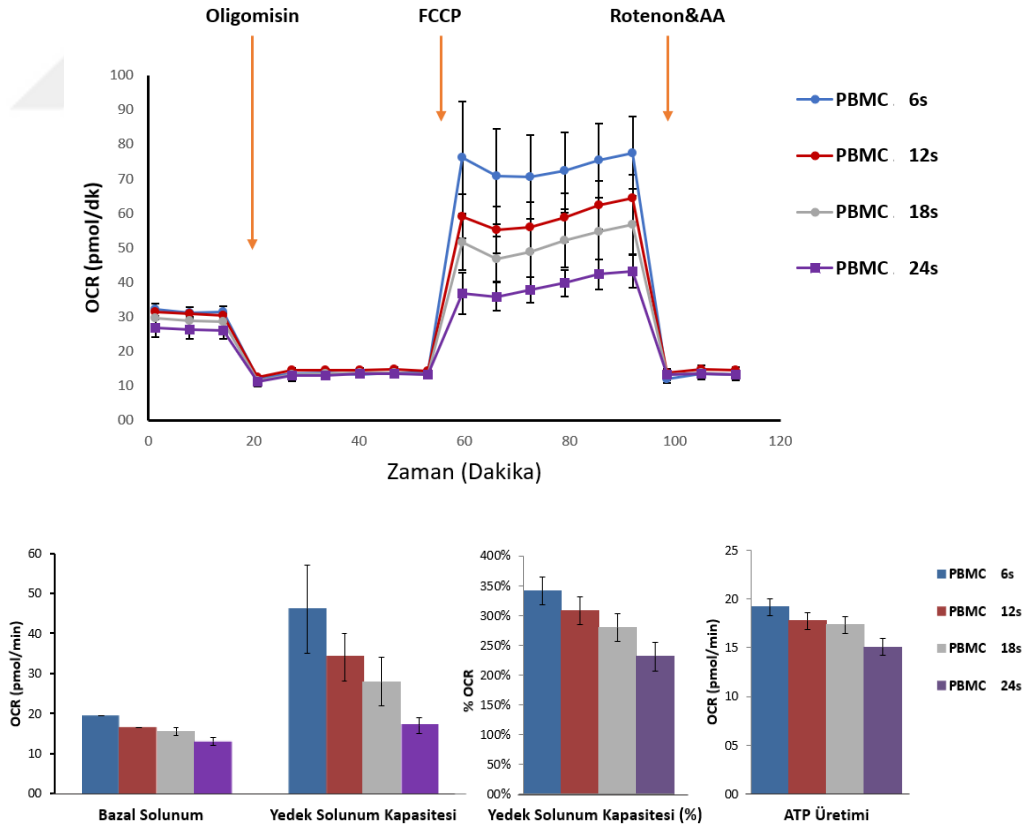 Oligomisin FCCP Rotenon&AA
OCR (pmol/dk)
100
90
80
70
60
50
40
30
20
10
00
0 20 40 60 80 100 120
Zaman (Dakika)
PBMC 6s
PBMC 12s
PBMC 18s
PBMC 24s
OCR (pmol/min)
60
50
40
30
20
10
00
Bazal Solunum Yedek Solunum Kapasitesi
% OCR
400%
350%
300%
250%
200%
150%
100%
50%
00%
Yedek Solunum Kapasitesi (%)
OCR (pmol/min)
25
20
15
10
05
00
ATP Üretimi
PBMC 6s
PBMC 12s
PBMC 18s
PBMC 24s